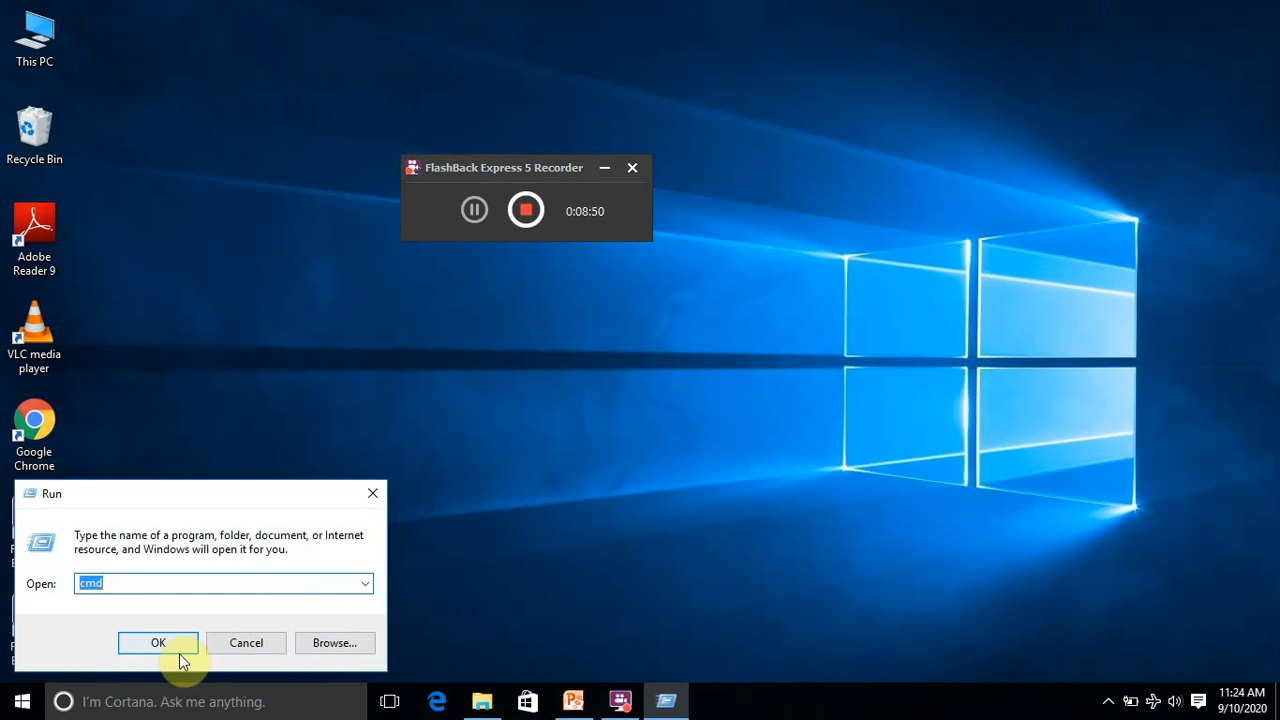 This PC
Recycle Bin
Adobe
Reader 9
VLC media
player
Google
Chrome
FlashBack Express 5 Recorder
0:08:50
Run
Type the name of a program, folder, document, or Internet
resource, and Windows will open it for you.
Open:
cmd
OK
Cancel
Browse...
I'm Cortana. Ask me anything.
11:24 AM
9/10/2020